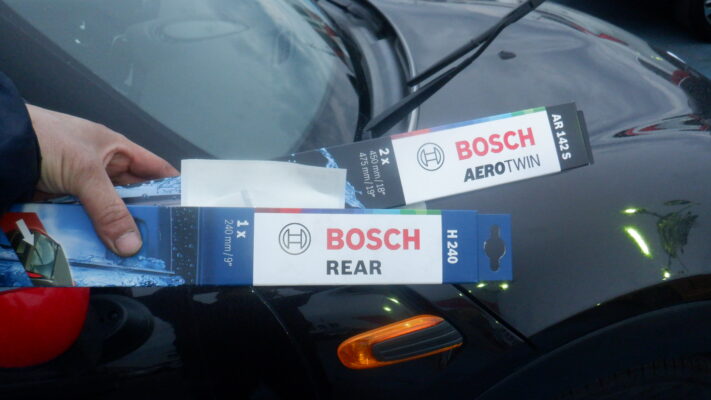 2 x
450 mm / 18"
475 mm / 19"
BOSCH
AEROTWIN
AR 142 S
1 x
240 mm / 9"
BOSCH
REAR
H 240